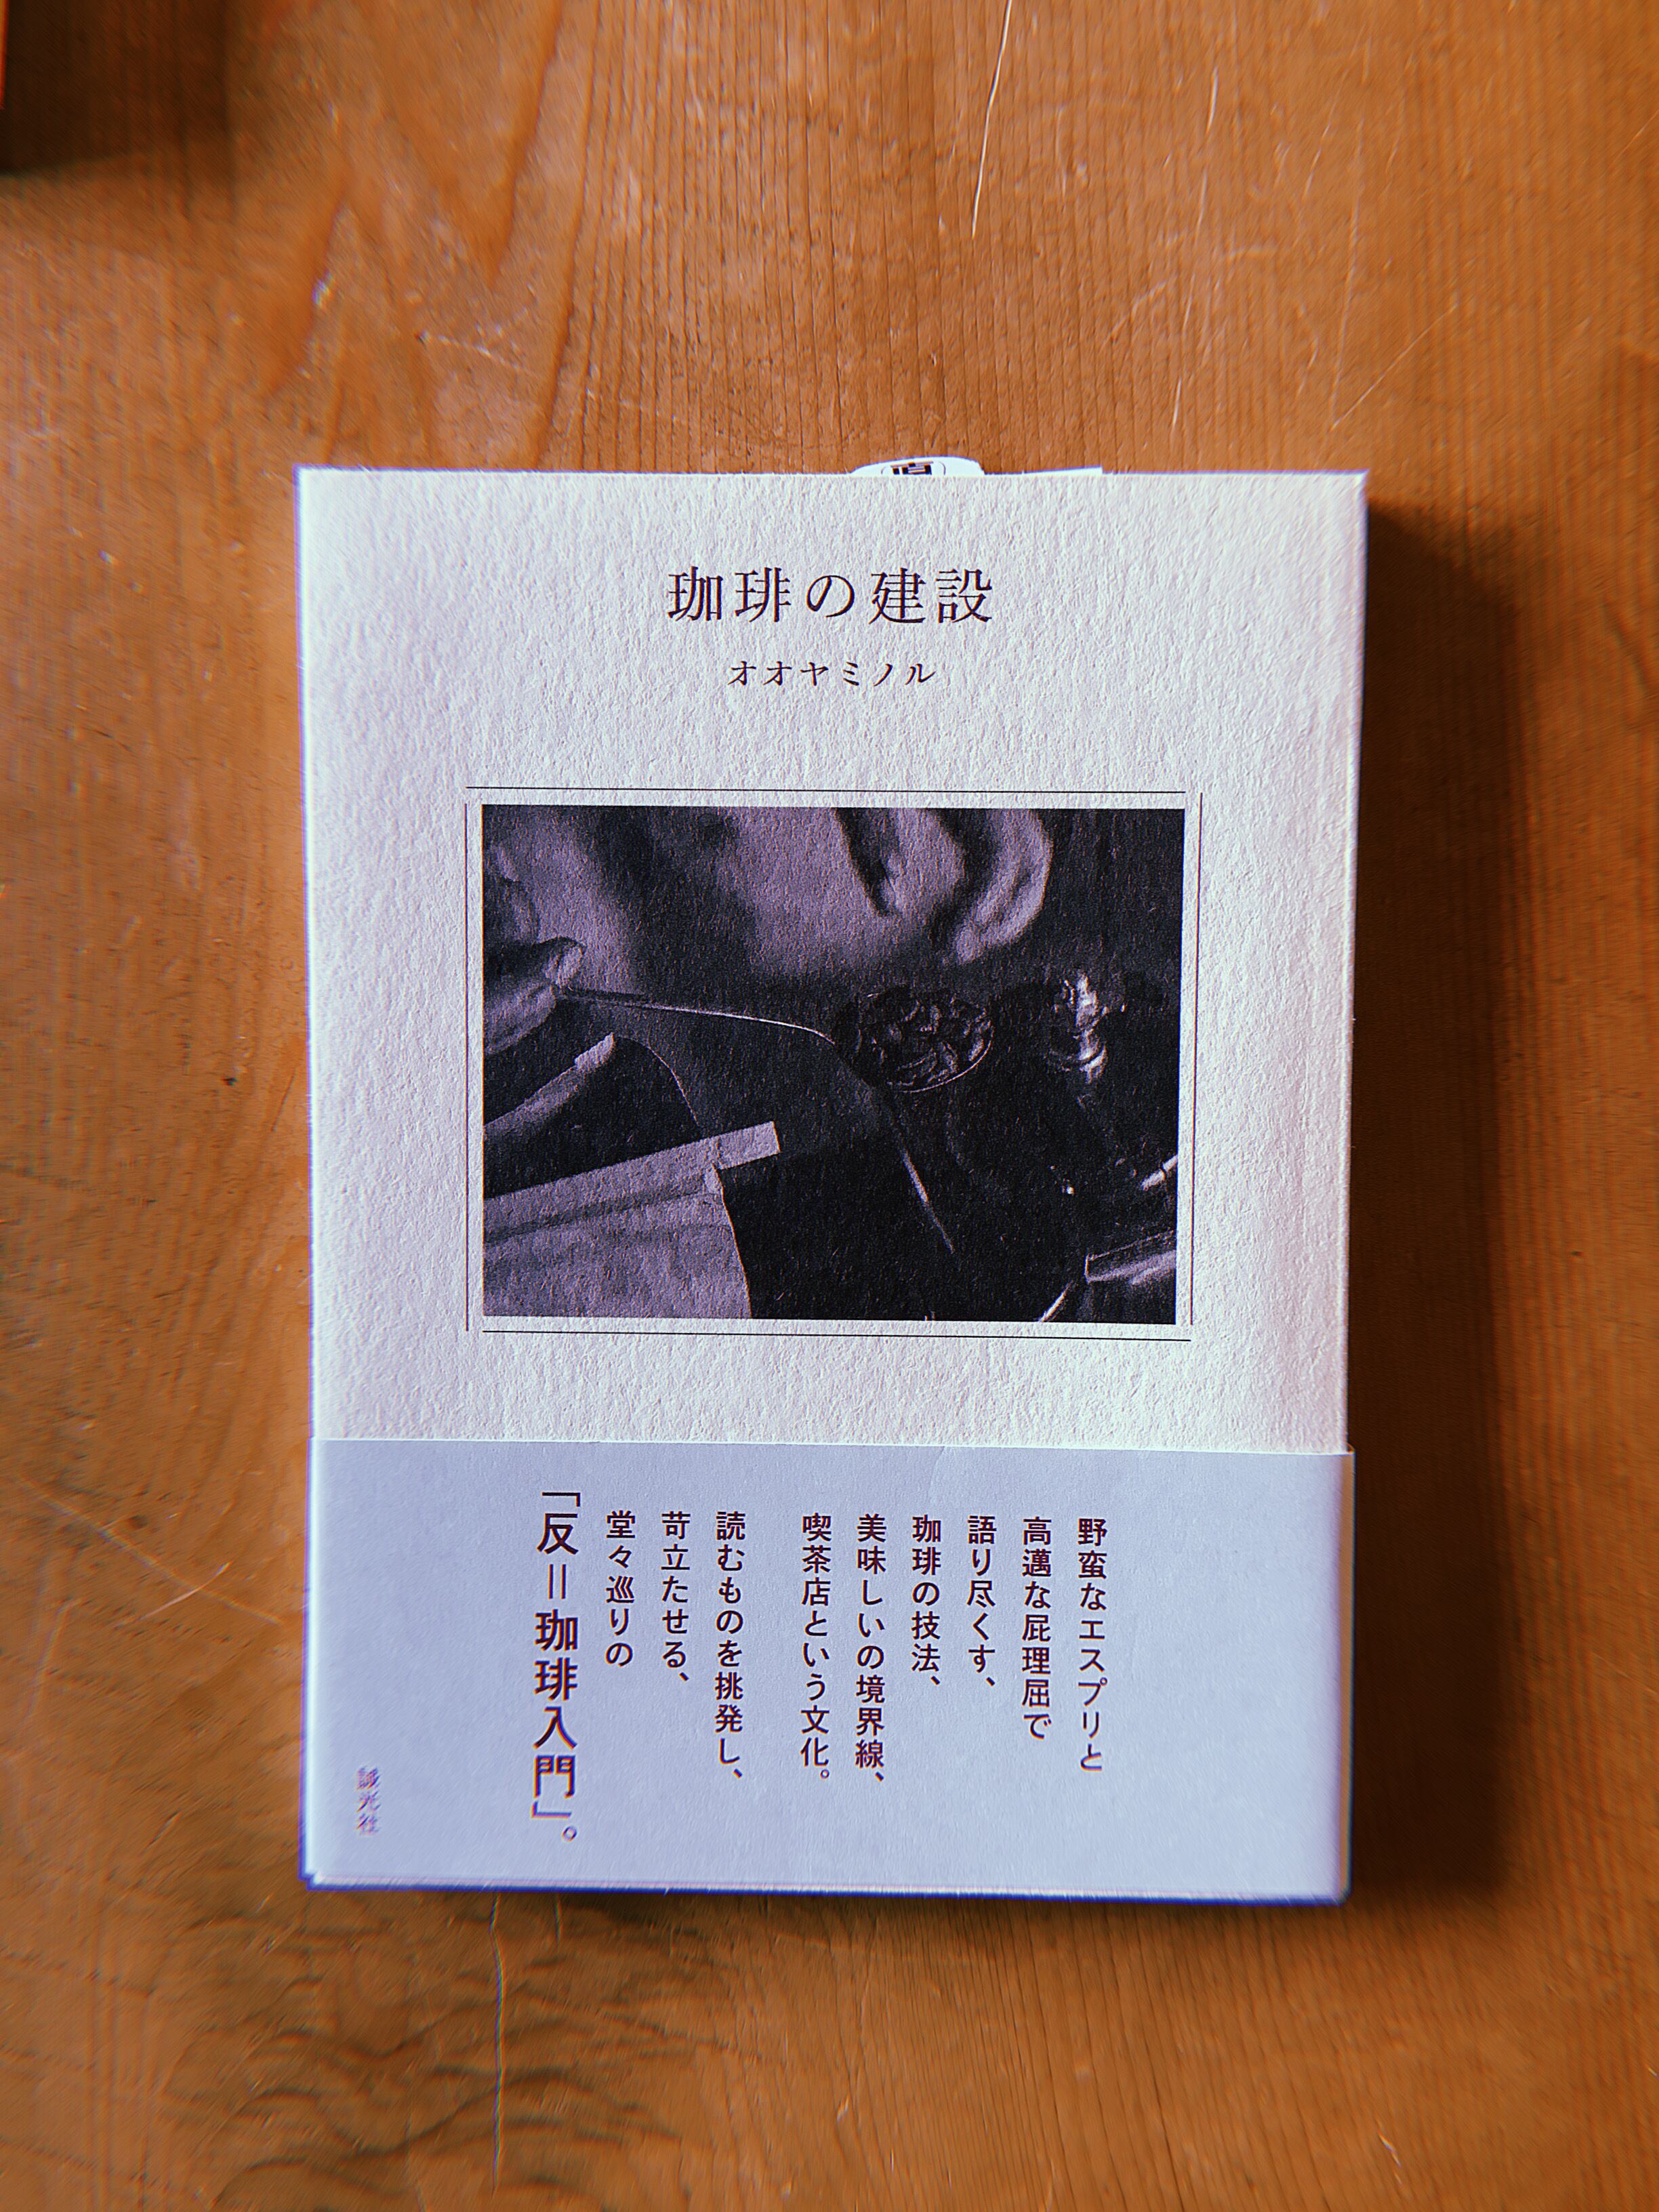 珈琲の建設
オオヤミノル
野蛮なエスプリと
高邁な屁理屈で
語り尽くす、
珈琲の技法、
美味しいの境界線、
喫茶店という文化。
読むものを挑発し、
苛立たせる、
堂々巡りの
「反=珈琲入門」。
誠光社